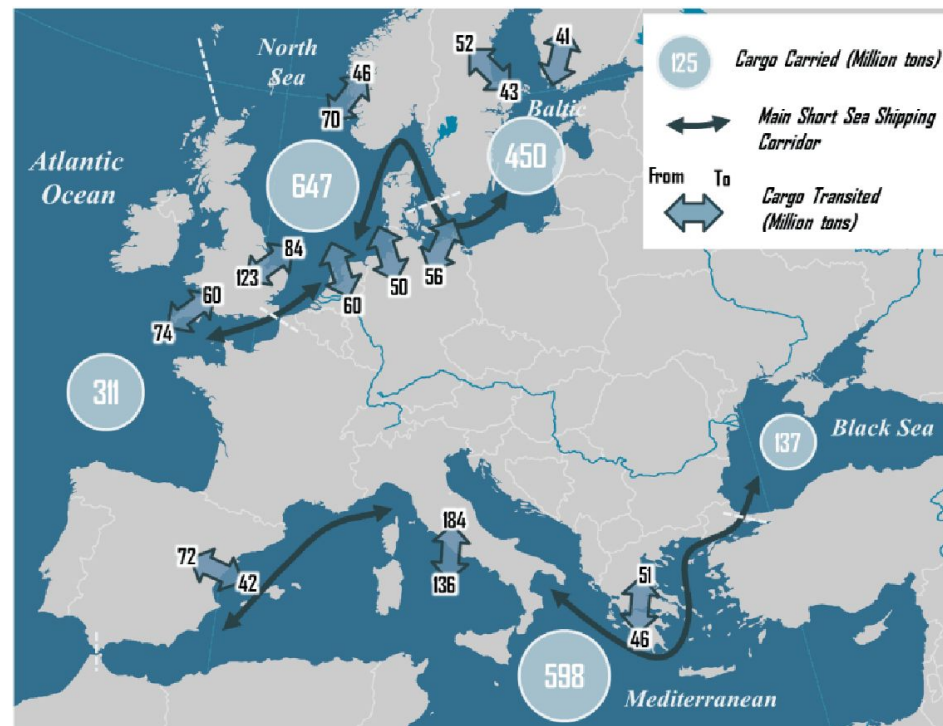 North
Sea
52
41
46
43
70
Baltic
Atlantic
Ocean
647
450
84
123
60
50
56
60
74
311
137
Black Sea
184
72
42
136
51
46
598
Mediterranean
125
Cargo Carried (Million tons)
Main Short Sea Shipping
Corridor
From To
Cargo Transited
(Million tons)